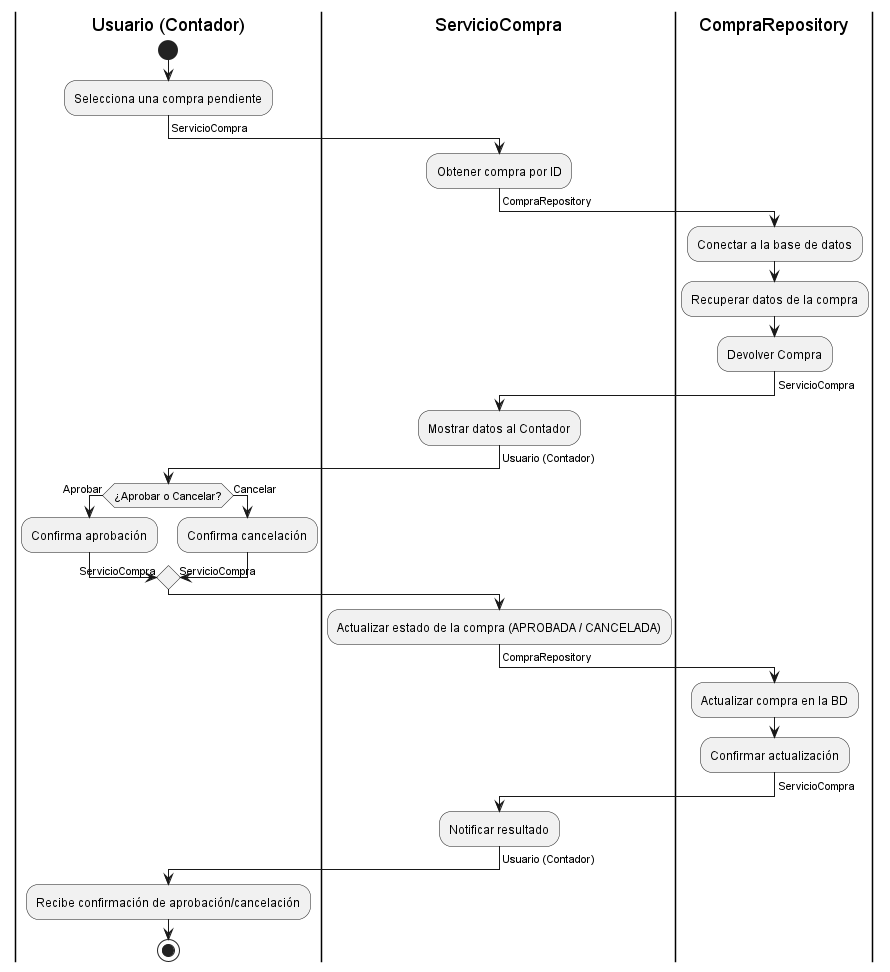 Usuario (Contador)
ServicioCompra
CompraRepository
Selecciona una compra pendiente
ServicioCompra
Obtener compra por ID
CompraRepository
Conectar a la base de datos
Recuperar datos de la compra
Devolver Compra
ServicioCompra
Mostrar datos al Contador
Usuario (Contador)
Aprobar
¿Aprobar o Cancelar?
Cancelar
Confirma aprobación
Confirma cancelación
ServicioCompra
ServicioCompra
Actualizar estado de la compra (APROBADA / CANCELADA)
CompraRepository
Actualizar compra en la BD
Confirmar actualización
ServicioCompra
Notificar resultado
Usuario (Contador)
Recibe confirmación de aprobación/cancelación